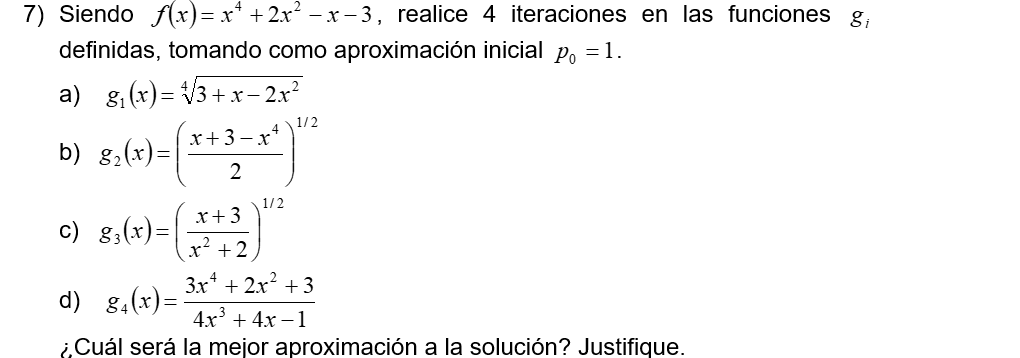 7) Siendo f(x) = x⁴ + 2x² − x − 3, realice 4 iteraciones en las funciones gᵢ
definidas, tomando como aproximación inicial p₀ = 1.
a) g₁(x) = ⁴√(3 + x − 2x²)
b) g₂(x) = ((x + 3 − x⁴)/2)^(1/2)
c) g₃(x) = ((x + 3)/(x² + 2))^(1/2)
d) g₄(x) = (3x⁴ + 2x² + 3)/(4x³ + 4x − 1)
¿Cuál será la mejor aproximación a la solución? Justifique.